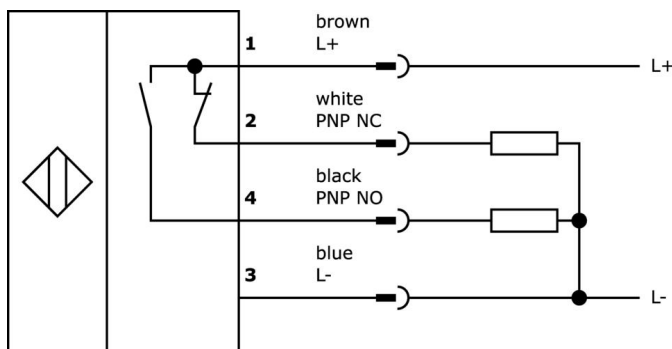 brown
1 L+
L+
white
2 PNP NC
black
4 PNP NO
blue
3 L-
L-